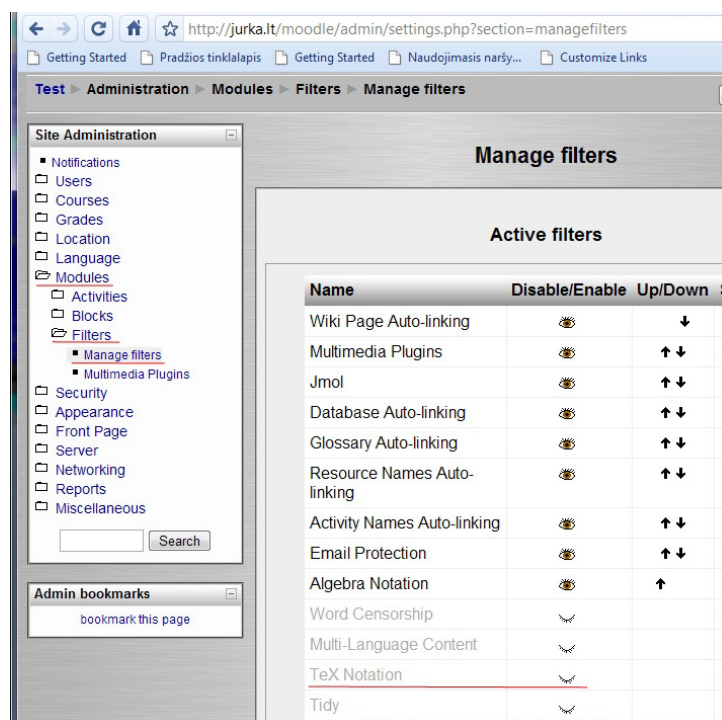 http://jurka.lt/moodle/admin/settings.php?section=managefilters
Getting Started Pradžios tinklalapis Getting Started Naudojimasis naršy... Customize Links
Test Administration Modules Filters Manage filters
Site Administration
Notifications
Users
Courses
Grades
Location
Language
Modules
Activities
Blocks
Filters
Manage filters
Multimedia Plugins
Security
Appearance
Front Page
Server
Networking
Reports
Miscellaneous
Search
Admin bookmarks
bookmark this page
Manage filters
Active filters
Name Disable/Enable Up/Down
Wiki Page Auto-linking
Multimedia Plugins
Jmol
Database Auto-linking
Glossary Auto-linking
Resource Names Auto-
linking
Activity Names Auto-linking
Email Protection
Algebra Notation
Word Censorship
Multi-Language Content
TeX Notation
Tidy